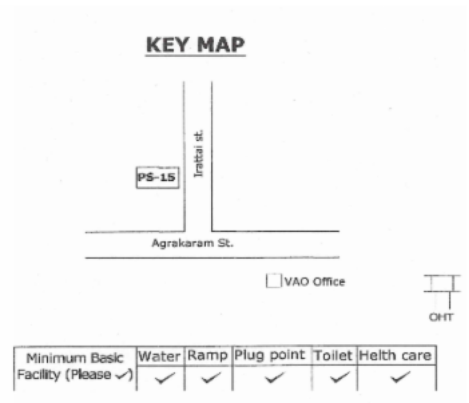 KEY MAP
Irattai st.
PS-15
Agrakaram St.
VAO Office
OHT
Minimum Basic Facility (Please ✓) Water Ramp Plug point Toilet Helth care
✓ ✓ ✓ ✓ ✓